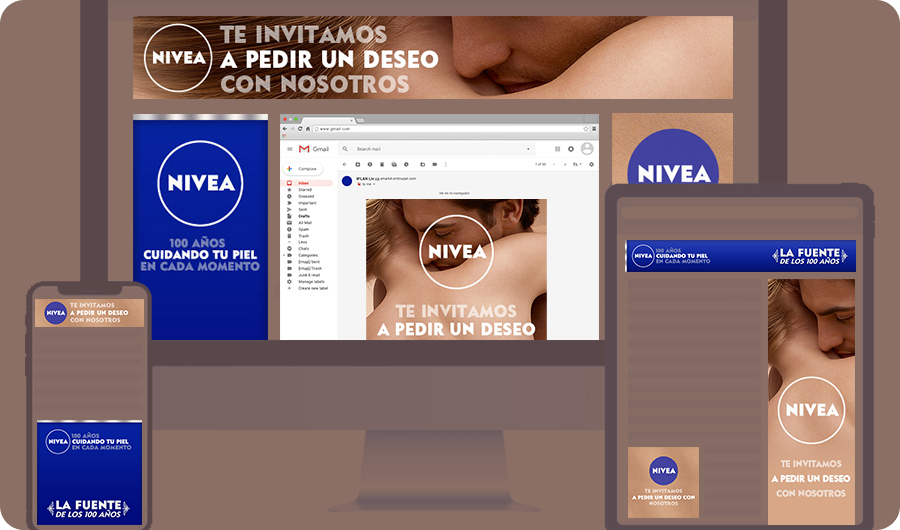 NIVEA
TE INVITAMOS
A PEDIR UN DESEO
CON NOSOTROS
NIVEA
100 AÑOS
CUIDANDO TU PIEL
EN CADA MOMENTO
www.gmail.com
Gmail
Search mail
Compose
Inbox
Starred
Snoozed
Important
Sent
Drafts
All Mail
Spam
Trash
Less
Chats
Categories
[Imap]/Sent
[Imap]/Trash
Junk E-mail
Manage labels
Create new label
to me
NIVEA
TE INVITAMOS
A PEDIR UN DESEO
NIVEA
NIVEA
TE INVITAMOS
A PEDIR UN DESEO
CON NOSOTROS
NIVEA
100 AÑOS
CUIDANDO TU PIEL
EN CADA MOMENTO
LA FUENTE
DE LOS 100 AÑOS
NIVEA
100 AÑOS
CUIDANDO TU PIEL
EN CADA MOMENTO
LA FUENTE
DE LOS 100 AÑOS
NIVEA
TE INVITAMOS
A PEDIR UN DESEO CON
NOSOTROS
NIVEA
TE INVITAMOS
A PEDIR UN DESEO
CON NOSOTROS